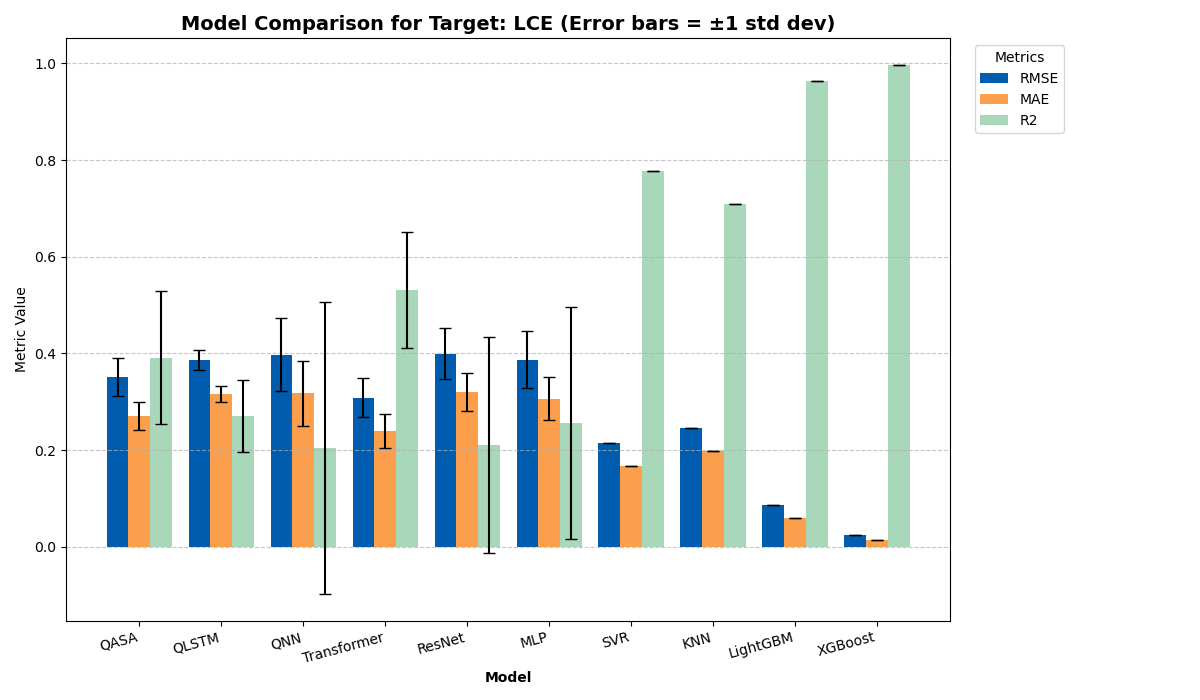 Model Comparison for Target: LCE (Error bars = ±1 std dev)
Metrics
RMSE
MAE
R2
Metric Value
1.0
0.8
0.6
0.4
0.2
0.0
QASA
QLSTM
QNN
Transformer
ResNet
MLP
SVR
KNN
LightGBM
XGBoost
Model